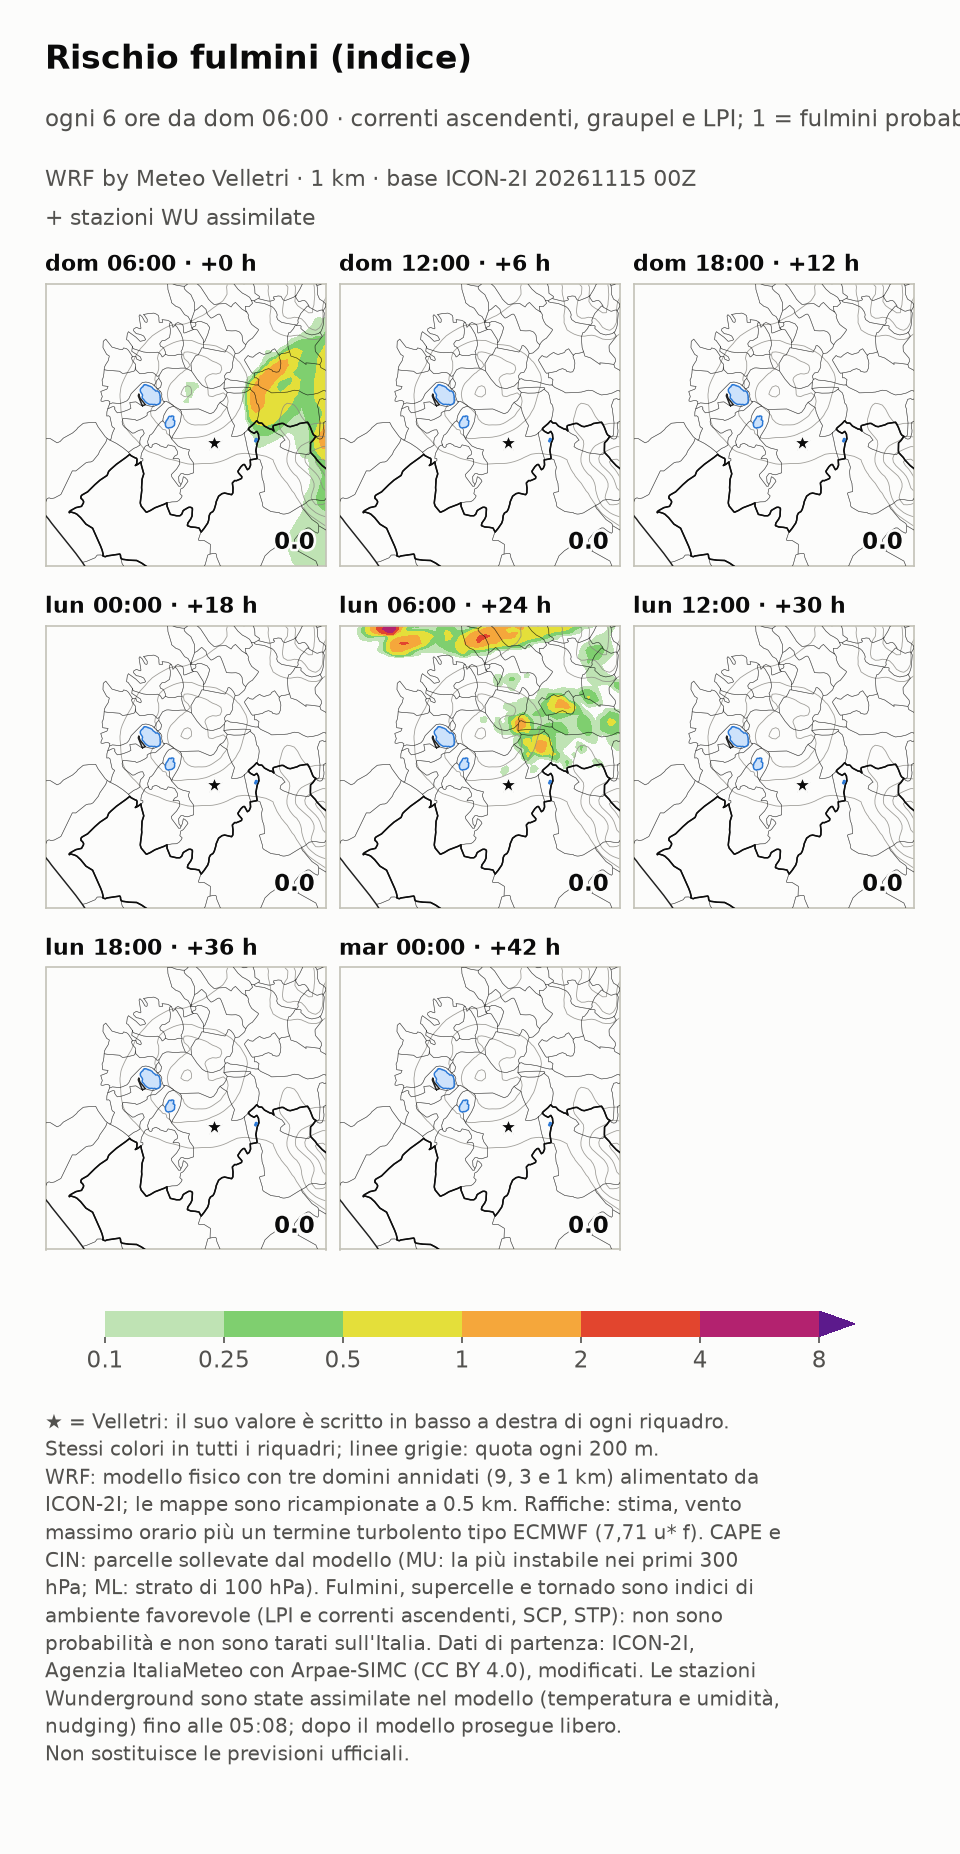 Rischio fulmini (indice)
ogni 6 ore da dom 06:00 · correnti ascendenti, graupel e LPI; 1 = fulmini probab
WRF by Meteo Velletri · 1 km · base ICON-2I 20261115 00Z
+ stazioni WU assimilate
dom 06:00 · +0 h
dom 12:00 · +6 h
dom 18:00 · +12 h
0.0
0.0
0.0
lun 00:00 · +18 h
lun 06:00 · +24 h
lun 12:00 · +30 h
0.0
0.0
0.0
lun 18:00 · +36 h
mar 00:00 · +42 h
0.0
0.0
0.1 0.25 0.5 1 2 4 8
★ = Velletri: il suo valore è scritto in basso a destra di ogni riquadro.
Stessi colori in tutti i riquadri; linee grigie: quota ogni 200 m.
WRF: modello fisico con tre domini annidati (9, 3 e 1 km) alimentato da
ICON-2I; le mappe sono ricampionate a 0.5 km. Raffiche: stima, vento
massimo orario più un termine turbolento tipo ECMWF (7,71 u* f). CAPE e
CIN: parcelle sollevate dal modello (MU: la più instabile nei primi 300
hPa; ML: strato di 100 hPa). Fulmini, supercelle e tornado sono indici di
ambiente favorevole (LPI e correnti ascendenti, SCP, STP): non sono
probabilità e non sono tarati sull'Italia. Dati di partenza: ICON-2I,
Agenzia ItaliaMeteo con Arpae-SIMC (CC BY 4.0), modificati. Le stazioni
Wunderground sono state assimilate nel modello (temperatura e umidità,
nudging) fino alle 05:08; dopo il modello prosegue libero.
Non sostituisce le previsioni ufficiali.